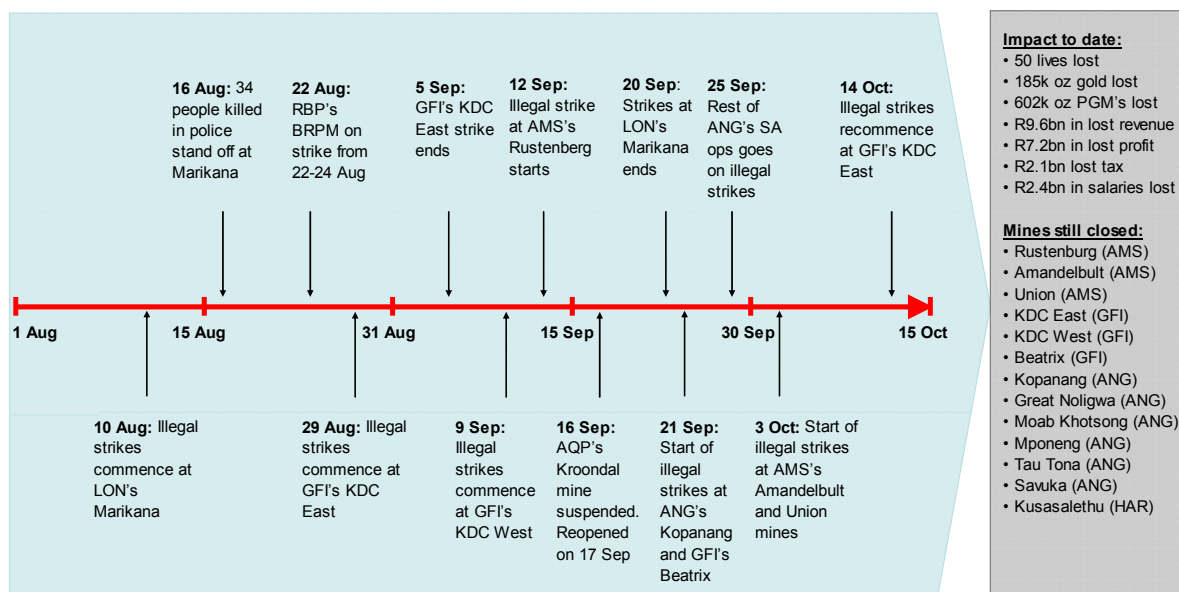 16 Aug: 34
people killed
in police
stand off at
Marikana
22 Aug:
RBP's
BRPM on
strike from
22-24 Aug
5 Sep:
GFI's KDC
East strike
ends
12 Sep:
Illegal strike
at AMS's
Rustenberg
starts
20 Sep:
Strikes at
LON's
Marikana
ends
25 Sep:
Rest of
ANG's SA
ops goes
on illegal
strikes
14 Oct:
Illegal strikes
recommence
at GFI's KDC
East
1 Aug
15 Aug
31 Aug
15 Sep
30 Sep
15 Oct
10 Aug: Illegal
strikes
commence at
LON's
Marikana
29 Aug: Illegal
strikes
commence at
GFI's KDC
East
9 Sep:
Illegal
strikes
commence
at GFI's
KDC West
16 Sep:
AQP's
Kroondal
mine
suspended.
Reopened
on 17 Sep
21 Sep:
Start of
illegal
strikes at
ANG's
Kopanang
and GFI's
Beatrix
3 Oct: Start of
illegal strikes
at AMS's
Amandelbult
and Union
mines
Impact to date:
• 50 lives lost
• 185k oz gold lost
• 602k oz PGM's lost
• R9.6bn in lost revenue
• R7.2bn in lost profit
• R2.1bn lost tax
• R2.4bn in salaries lost
Mines still closed:
• Rustenburg (AMS)
• Amandelbult (AMS)
• Union (AMS)
• KDC East (GFI)
• KDC West (GFI)
• Beatrix (GFI)
• Kopanang (ANG)
• Great Noligwa (ANG)
• Moab Khotsong (ANG)
• Mponeng (ANG)
• Tau Tona (ANG)
• Savuka (ANG)
• Kusasalethu (HAR)